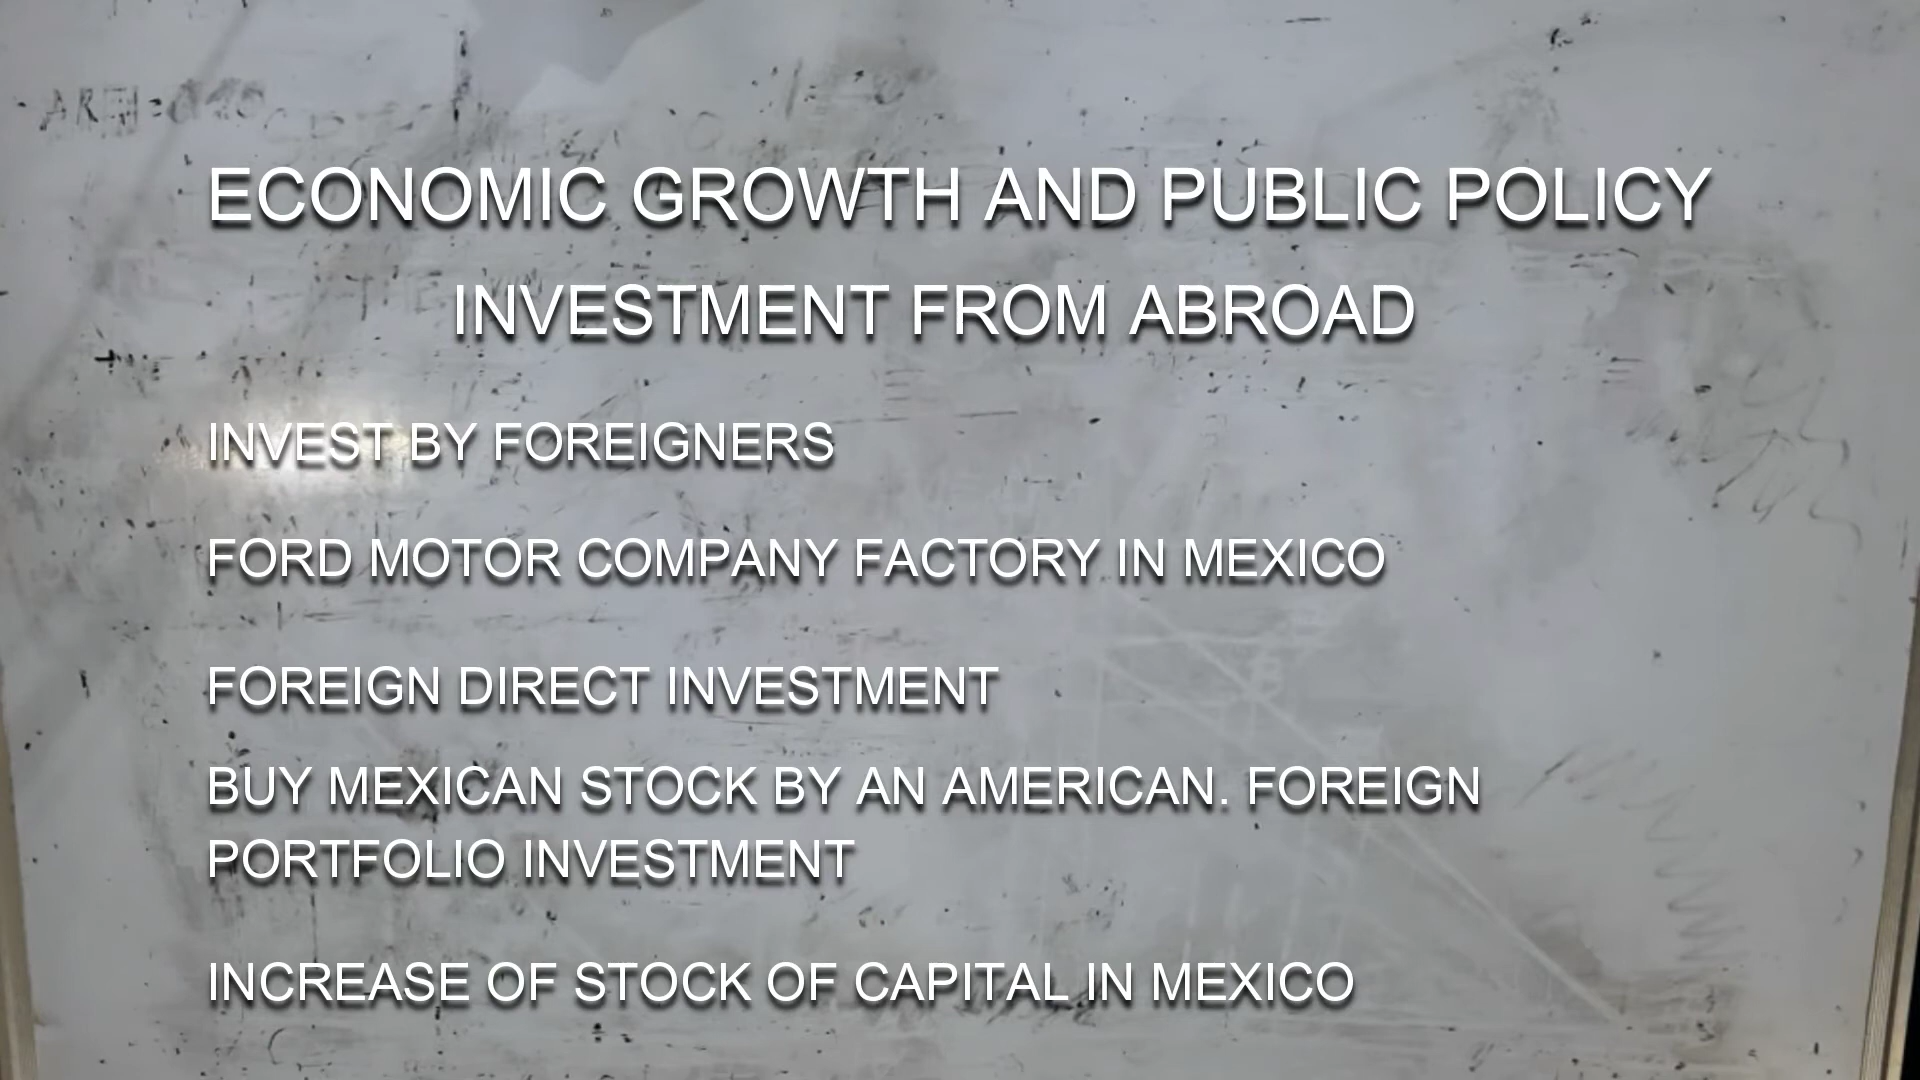 ECONOMIC GROWTH AND PUBLIC POLICY
INVESTMENT FROM ABROAD
INVEST BY FOREIGNERS
FORD MOTOR COMPANY FACTORY IN MEXICO
FOREIGN DIRECT INVESTMENT
BUY MEXICAN STOCK BY AN AMERICAN. FOREIGN
PORTFOLIO INVESTMENT
INCREASE OF STOCK OF CAPITAL IN MEXICO